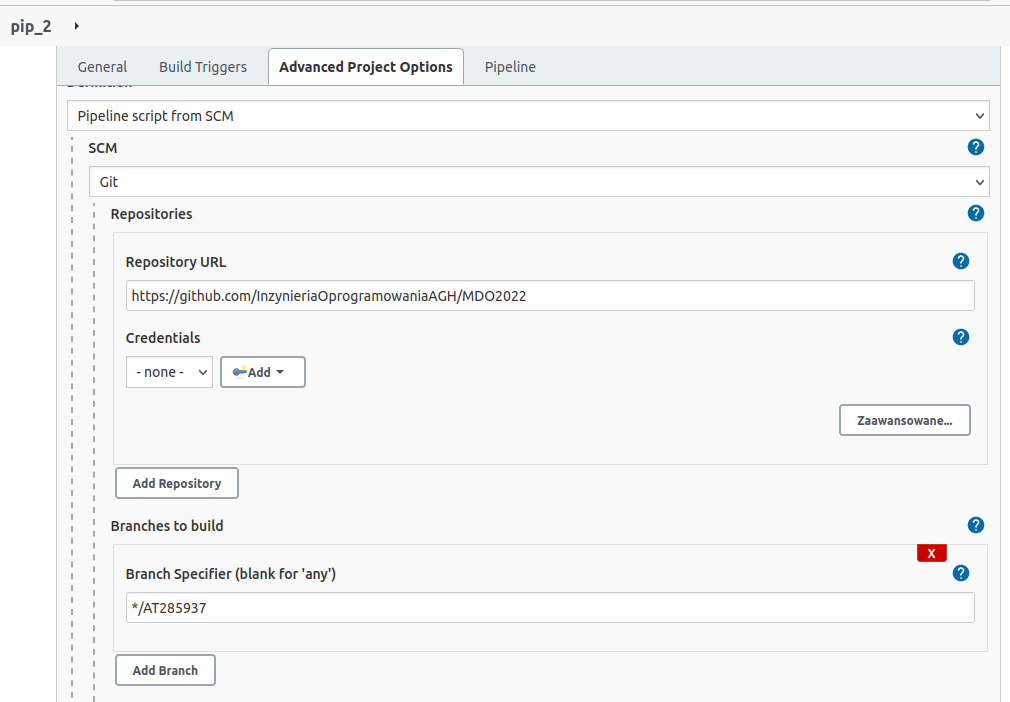 pip_2
General Build Triggers Advanced Project Options Pipeline
Definition
Pipeline script from SCM
SCM
?
Git
Repositories
?
Repository URL
?
https://github.com/InzynieriaOprogramowaniaAGH/MDO2022
Credentials
?
- none - Add
Zaawansowane...
Add Repository
Branches to build
?
X
Branch Specifier (blank for 'any')
?
*/AT285937
Add Branch